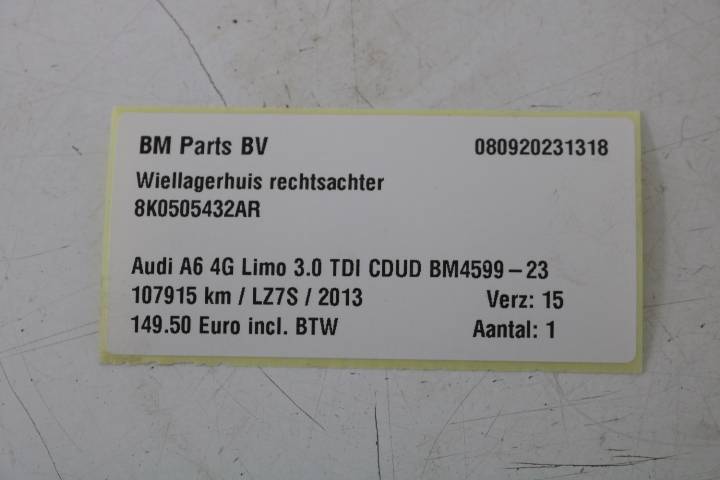 BM Parts BV 080920231318
Wiellagerhuis rechtsachter
8K0505432AR
Audi A6 4G Limo 3.0 TDI CDUD BM4599-23
107915 km / LZ7S / 2013 Verz: 15
149.50 Euro incl. BTW Aantal: 1